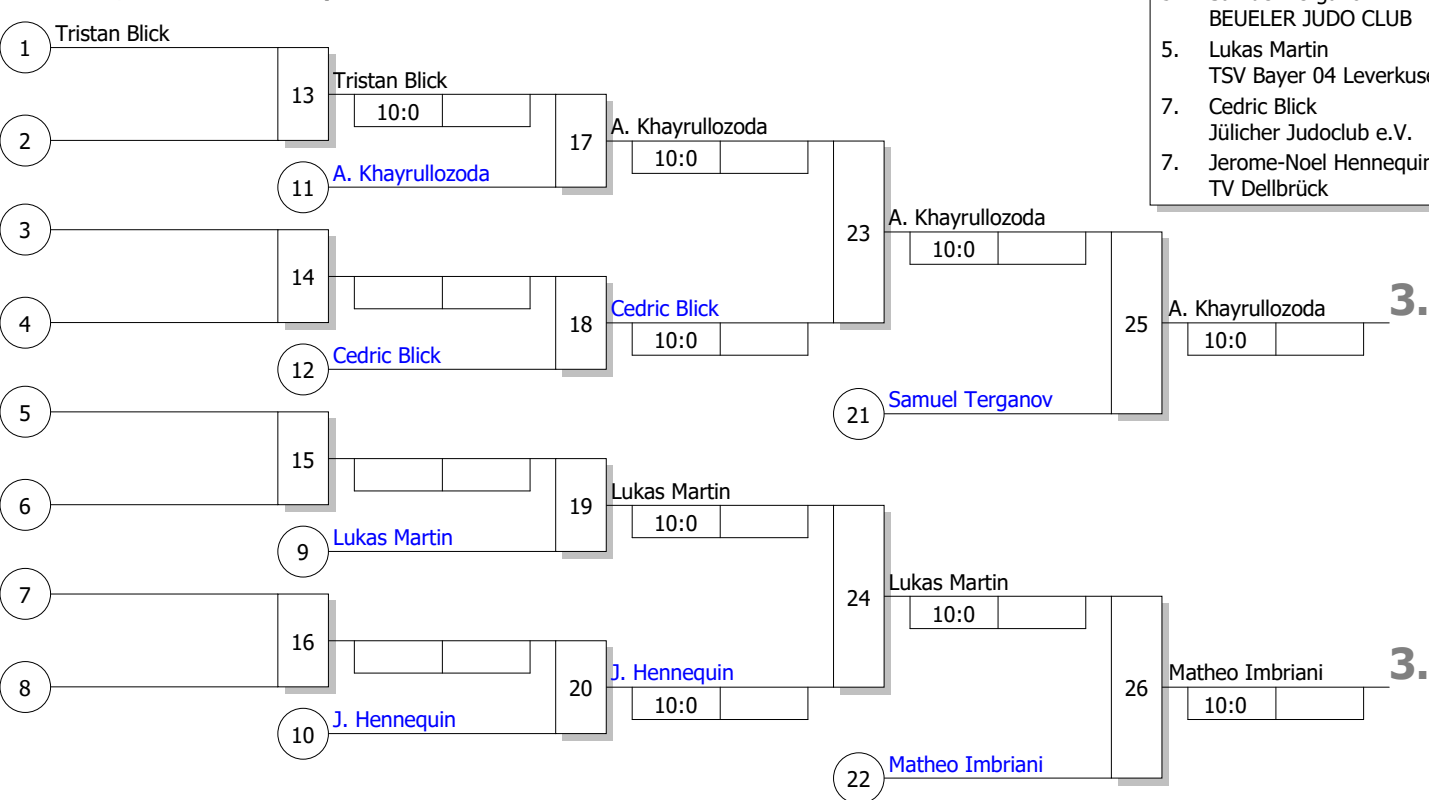 BEUELER JUDO CLUB
5. Lukas Martin
TSV Bayer 04 Leverkuse
7. Cedric Blick
Jülicher Judoclub e.V.
7. Jerome-Noel Hennequin
TV Dellbrück
1 Tristan Blick
13 Tristan Blick
10:0
2
17 A. Khayrullozoda
10:0
11 A. Khayrullozoda
3
23 A. Khayrullozoda
10:0
14
4
18 Cedric Blick
10:0
25 A. Khayrullozoda 3.
10:0
12 Cedric Blick
5
21 Samuel Terganov
15
6
19 Lukas Martin
10:0
9 Lukas Martin
7
24 Lukas Martin
10:0
16
8
20 J. Hennequin
10:0
26 Matheo Imbriani 3.
10:0
10 J. Hennequin
22 Matheo Imbriani